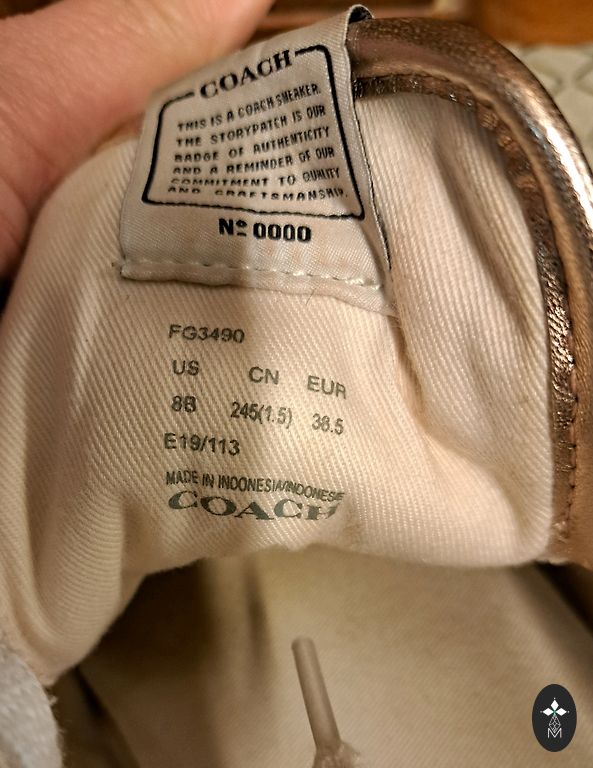 COACH
THIS IS A COACH SNEAKER.
THE STORYPATCH IS OUR
BADGE OF AUTHENTICITY
AND A REMINDER OF OUR
COMMITMENT TO QUALITY
AND CRAFTSMANSHIP.
Nº 0000
FG3490
US CN EUR
8B 245(1.5) 38.5
E19/113
MADE IN INDONESIA/INDONESIE
COACH
M